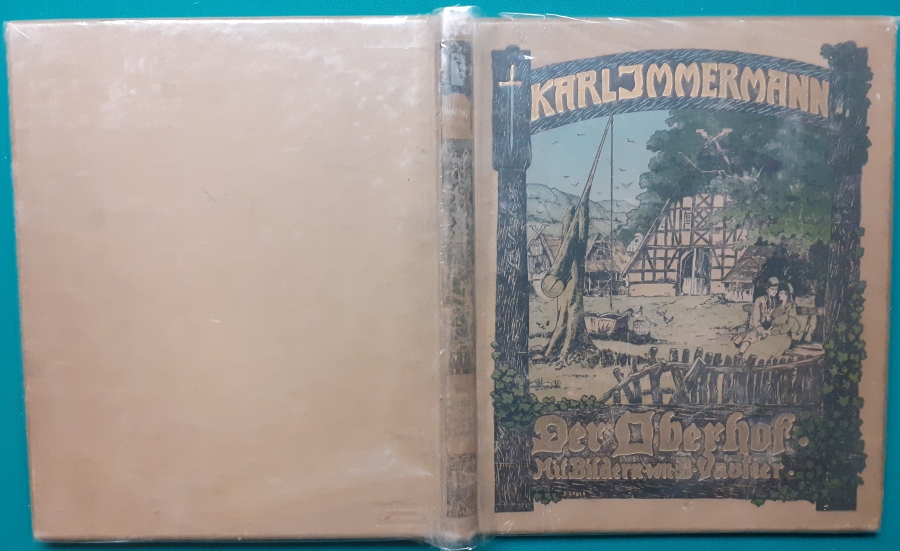 KARL IMMERMANN
Der Oberhof.
Mit Bildern von B. Vautier.